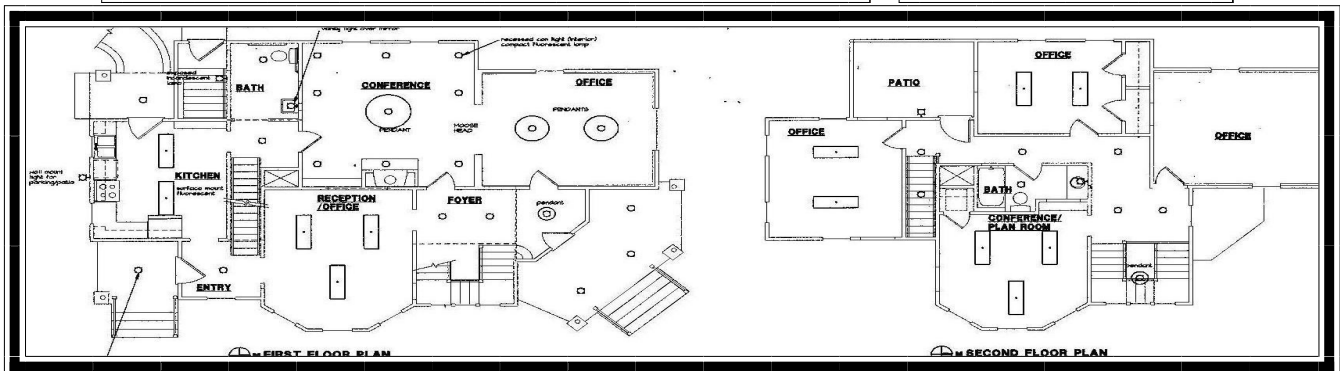 vanity light over mirror
recessed can light (interior)
compact fluorescent lamp
exposed
incandescent
lamp
BATH
CONFERENCE
PENDANT
MOOSE
HEAD
OFFICE
PENDANTS
wall mount
light for
parking/patio
KITCHEN
surface mount
fluorescent
RECEPTION
/OFFICE
FOYER
pendant
ENTRY
FIRST FLOOR PLAN
PATIO
OFFICE
OFFICE
OFFICE
BATH
CONFERENCE/
PLAN ROOM
pendant
SECOND FLOOR PLAN